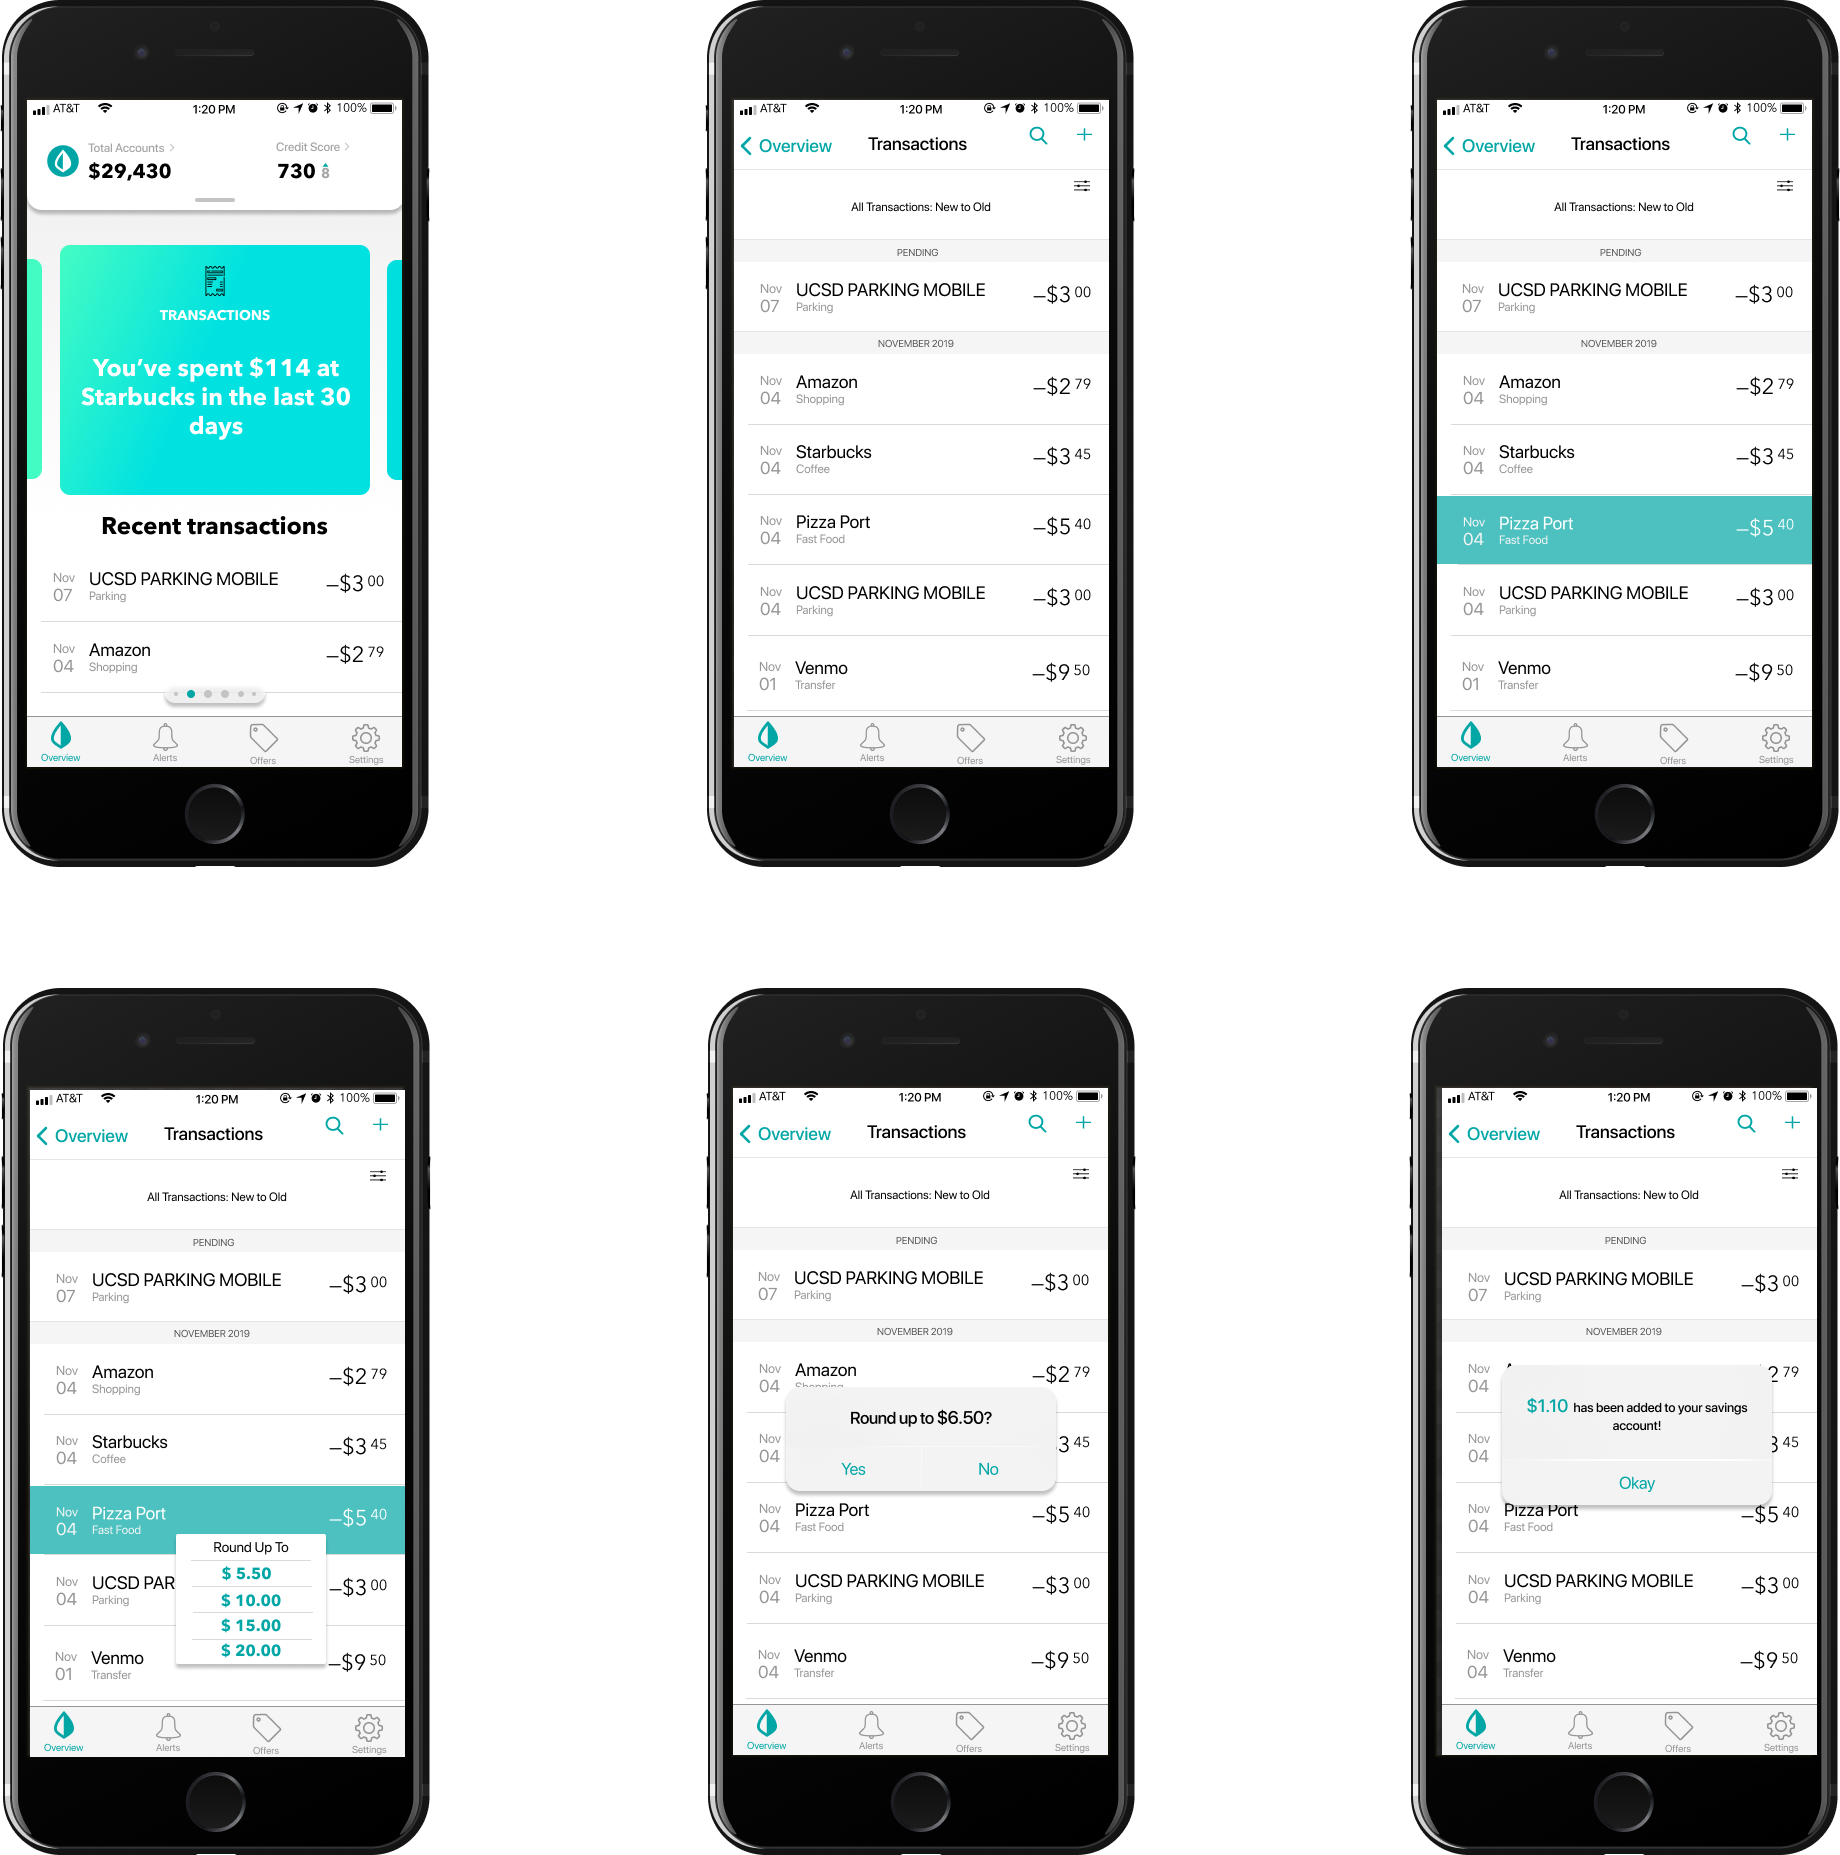 AT&T 1:20 PM 100%
Total Accounts > Credit Score >
$29,430 730 8
TRANSACTIONS
You've spent $114 at
Starbucks in the last 30
days
Recent transactions
Nov 07 UCSD PARKING MOBILE –$3 00
Parking
Nov 04 Amazon –$2 79
Shopping
Overview Alerts Offers Settings
AT&T 1:20 PM 100%
Overview Transactions
All Transactions: New to Old
PENDING
Nov 07 UCSD PARKING MOBILE –$3 00
Parking
NOVEMBER 2019
Nov 04 Amazon –$2 79
Shopping
Nov 04 Starbucks –$3 45
Coffee
Nov 04 Pizza Port –$5 40
Fast Food
Nov 04 UCSD PARKING MOBILE –$3 00
Parking
Nov 01 Venmo –$9 50
Transfer
Overview Alerts Offers Settings
AT&T 1:20 PM 100%
Overview Transactions
All Transactions: New to Old
PENDING
Nov 07 UCSD PARKING MOBILE –$3 00
Parking
NOVEMBER 2019
Nov 04 Amazon –$2 79
Shopping
Nov 04 Starbucks –$3 45
Coffee
Nov 04 Pizza Port –$5 40
Fast Food
Nov 04 UCSD PARKING MOBILE –$3 00
Parking
Nov 01 Venmo –$9 50
Transfer
Overview Alerts Offers Settings
AT&T 1:20 PM 100%
Overview Transactions
All Transactions: New to Old
PENDING
Nov 07 UCSD PARKING MOBILE –$3 00
Parking
NOVEMBER 2019
Nov 04 Amazon –$2 79
Shopping
Nov 04 Starbucks –$3 45
Coffee
Nov 04 Pizza Port –$5 40
Fast Food
Round Up To
$ 5.50
$ 10.00
$ 15.00
$ 20.00
Nov 04 UCSD PAR –$3 00
Parking
Nov 01 Venmo –$9 50
Transfer
Overview Alerts Offers Settings
AT&T 1:20 PM 100%
Overview Transactions
All Transactions: New to Old
PENDING
Nov 07 UCSD PARKING MOBILE –$3 00
Parking
NOVEMBER 2019
Nov 04 Amazon –$2 79
Shopping
Round up to $6.50?
Yes No
Nov 04 3 45
Nov 04 Pizza Port –$5 40
Fast Food
Nov 04 UCSD PARKING MOBILE –$3 00
Parking
Nov 04 Venmo –$9 50
Transfer
Overview Alerts Offers Settings
AT&T 1:20 PM 100%
Overview Transactions
All Transactions: New to Old
PENDING
Nov 07 UCSD PARKING MOBILE –$3 00
Parking
NOVEMBER 2019
Nov 04 2 79
$1.10 has been added to your savings
account!
Okay
Nov 04 3 45
Nov 04 Pizza Port –$5 40
Fast Food
Nov 04 UCSD PARKING MOBILE –$3 00
Parking
Nov 04 Venmo –$9 50
Transfer
Overview Alerts Offers Settings